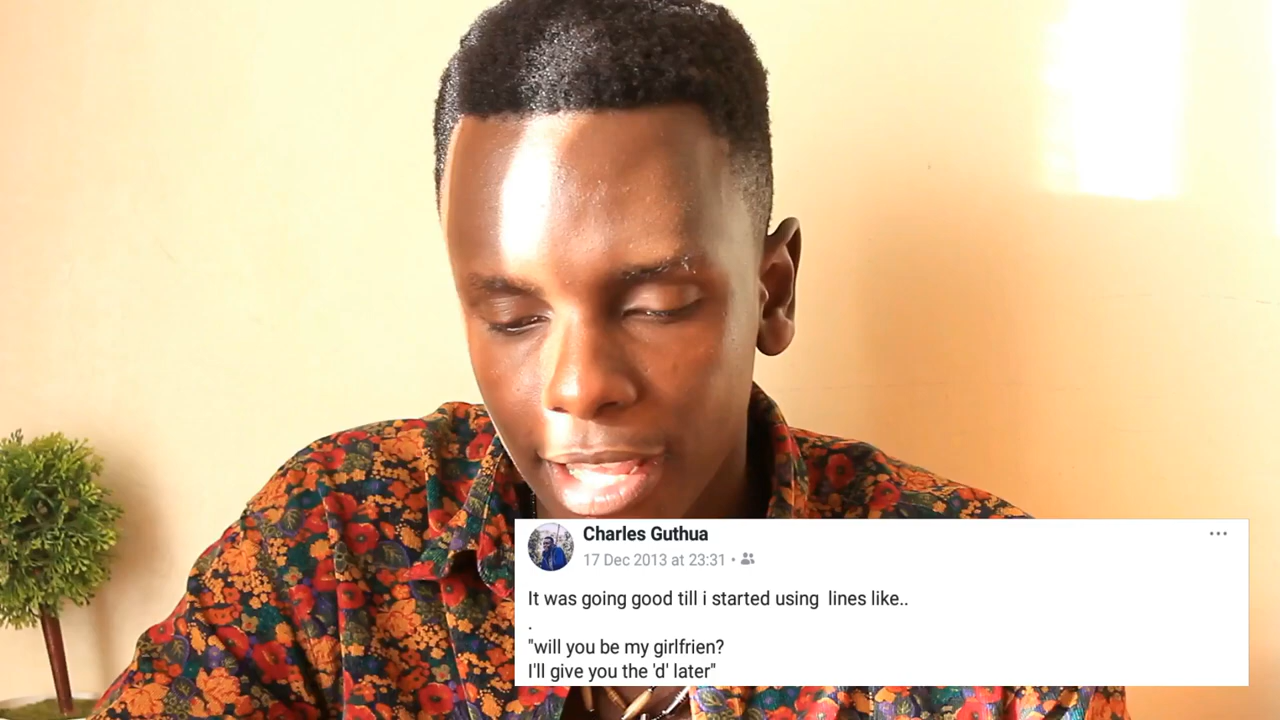 Charles Guthua
17 Dec 2013 at 23:31 •
It was going good till i started using lines like..
.
"will you be my girlfrien?
I'll give you the 'd' later"